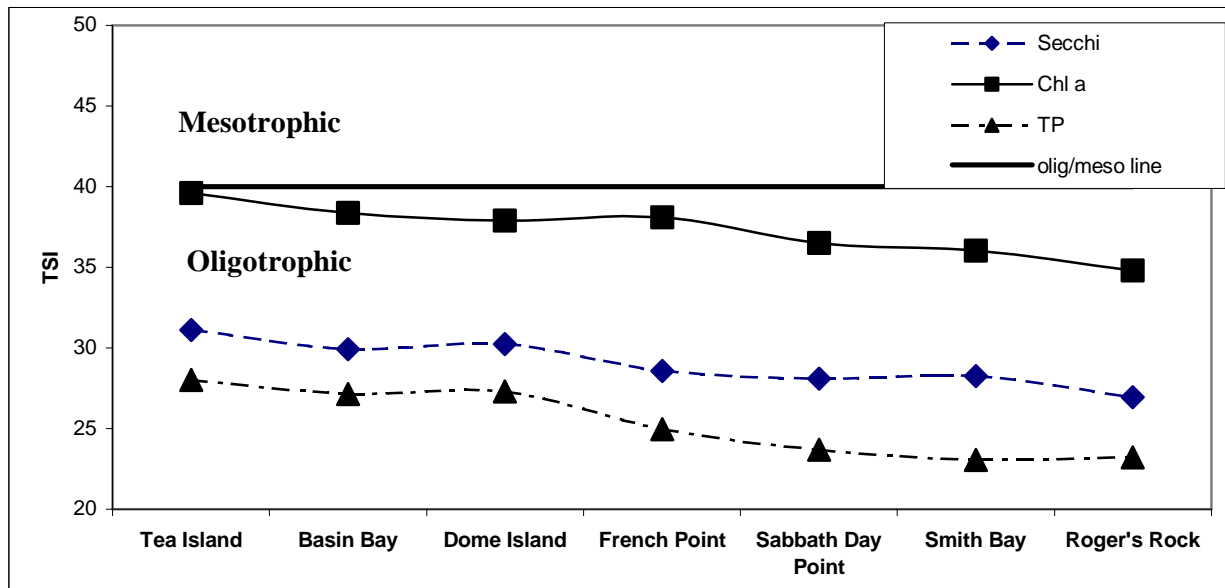 50
45
40
35
30
25
20
TSI
Mesotrophic
Oligotrophic
Secchi
Chl a
TP
olig/meso line
Tea Island
Basin Bay
Dome Island
French Point
Sabbath Day
Point
Smith Bay
Roger's Rock